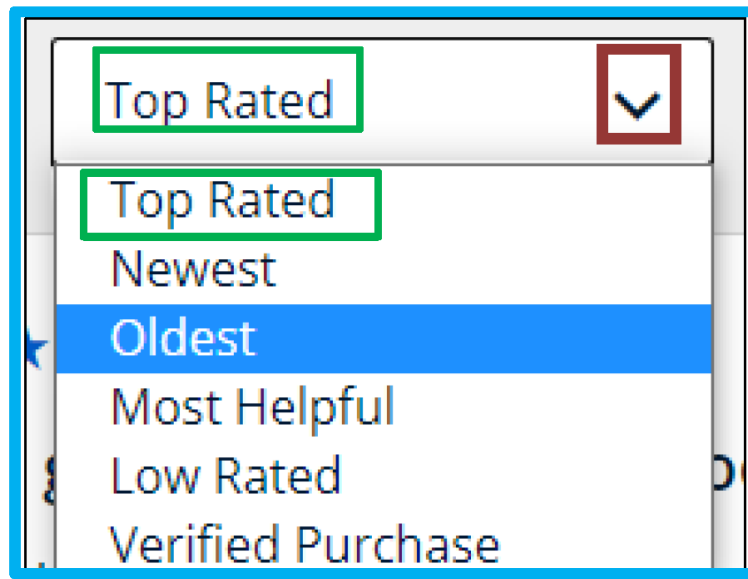 Top Rated
Top Rated
Newest
Oldest
Most Helpful
Low Rated
Verified Purchase